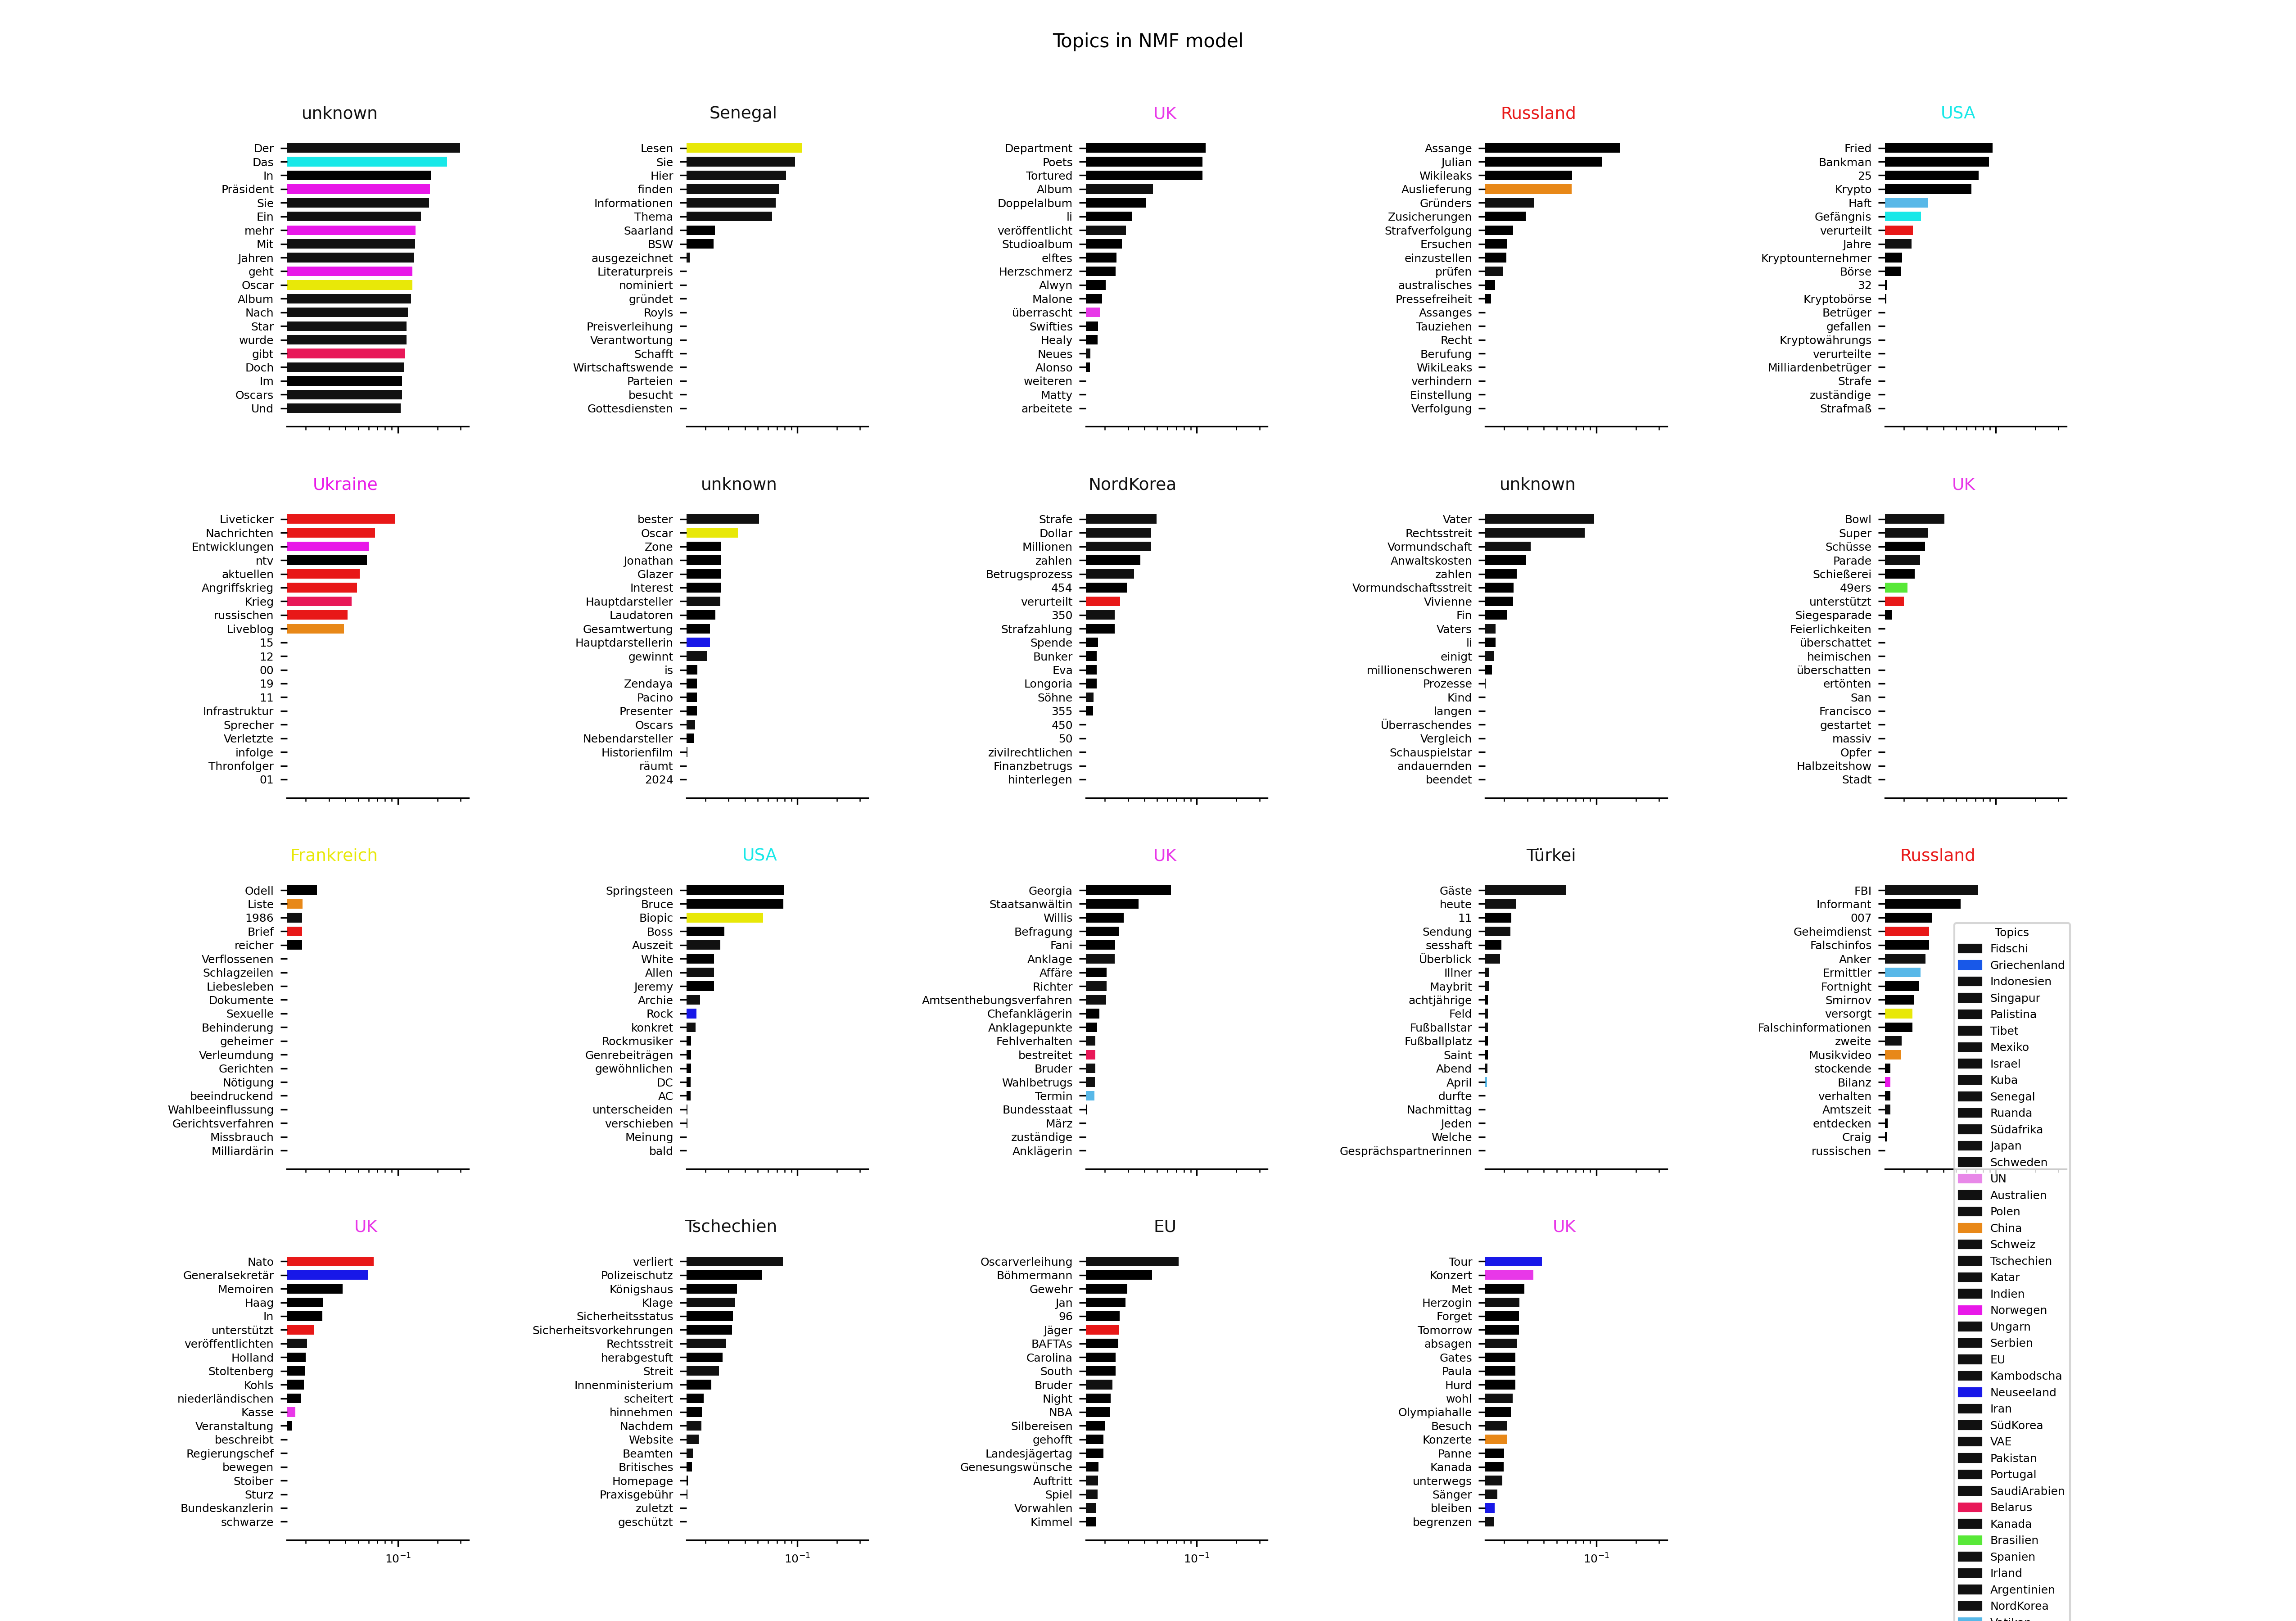 Topics in NMF model
unknown
Der
Das
In
Präsident
Sie
Ein
mehr
Mit
Jahren
geht
Oscar
Album
Nach
Star
wurde
gibt
Doch
Im
Oscars
Und
Senegal
Lesen
Sie
Hier
finden
Informationen
Thema
Saarland
BSW
ausgezeichnet
Literaturpreis
nominiert
gründet
Royls
Preisverleihung
Verantwortung
Schafft
Wirtschaftswende
Parteien
besucht
Gottesdiensten
UK
Department
Poets
Tortured
Album
Doppelalbum
li
veröffentlicht
Studioalbum
elftes
Herzschmerz
Alwyn
Malone
überrascht
Swifties
Healy
Neues
Alonso
weiteren
Matty
arbeitete
Russland
Assange
Julian
Wikileaks
Auslieferung
Gründers
Zusicherungen
Strafverfolgung
Ersuchen
einzustellen
prüfen
australisches
Pressefreiheit
Assanges
Tauziehen
Recht
Berufung
WikiLeaks
verhindern
Einstellung
Verfolgung
USA
Fried
Bankman
25
Krypto
Haft
Gefängnis
verurteilt
Jahre
Kryptounternehmer
Börse
32
Kryptobörse
Betrüger
gefallen
Kryptowährungs
verurteilte
Milliardenbetrüger
Strafe
zuständige
Strafmaß
Ukraine
Liveticker
Nachrichten
Entwicklungen
ntv
aktuellen
Angriffskrieg
Krieg
russischen
Liveblog
15
12
00
19
11
Infrastruktur
Sprecher
Verletzte
infolge
Thronfolger
01
unknown
bester
Oscar
Zone
Jonathan
Glazer
Interest
Hauptdarsteller
Laudatoren
Gesamtwertung
Hauptdarstellerin
gewinnt
is
Zendaya
Pacino
Presenter
Oscars
Nebendarsteller
Historienfilm
räumt
2024
NordKorea
Strafe
Dollar
Millionen
zahlen
Betrugsprozess
454
verurteilt
350
Strafzahlung
Spende
Bunker
Eva
Longoria
Söhne
355
450
50
zivilrechtlichen
Finanzbetrugs
hinterlegen
unknown
Vater
Rechtsstreit
Vormundschaft
Anwaltskosten
zahlen
Vormundschaftsstreit
Vivienne
Fin
Vaters
li
einigt
millionenschweren
Prozesse
Kind
langen
Überraschendes
Vergleich
Schauspielstar
andauernden
beendet
UK
Bowl
Super
Schüsse
Parade
Schießerei
49ers
unterstützt
Siegesparade
Feierlichkeiten
überschattet
heimischen
überschatten
ertönten
San
Francisco
gestartet
massiv
Opfer
Halbzeitshow
Stadt
Frankreich
Odell
Liste
1986
Brief
reicher
Verflossenen
Schlagzeilen
Liebesleben
Dokumente
Sexuelle
Behinderung
geheimer
Verleumdung
Gerichten
Nötigung
beeindruckend
Wahlbeeinflussung
Gerichtsverfahren
Missbrauch
Milliardärin
USA
Springsteen
Bruce
Biopic
Boss
Auszeit
White
Allen
Jeremy
Archie
Rock
konkret
Rockmusiker
Genrebeiträgen
gewöhnlichen
DC
AC
unterscheiden
verschieben
Meinung
bald
UK
Georgia
Staatsanwältin
Willis
Befragung
Fani
Anklage
Affäre
Richter
Amtsenthebungsverfahren
Chefanklägerin
Anklagepunkte
Fehlverhalten
bestreitet
Bruder
Wahlbetrugs
Termin
Bundesstaat
März
zuständige
Anklägerin
Türkei
Gäste
heute
11
Sendung
sesshaft
Überblick
Illner
Maybrit
achtjährige
Feld
Fußballstar
Fußballplatz
Saint
Abend
April
durfte
Nachmittag
Jeden
Welche
Gesprächspartnerinnen
Russland
FBI
Informant
007
Geheimdienst
Falschinfos
Anker
Ermittler
Fortnight
Smirnov
versorgt
Falschinformationen
zweite
Musikvideo
stockende
Bilanz
verhalten
Amtszeit
entdecken
Craig
russischen
UK
Nato
Generalsekretär
Memoiren
Haag
In
unterstützt
veröffentlichten
Holland
Stoltenberg
Kohls
niederländischen
Kasse
Veranstaltung
beschreibt
Regierungschef
bewegen
Stoiber
Sturz
Bundeskanzlerin
schwarze
10⁻¹
Tschechien
verliert
Polizeischutz
Königshaus
Klage
Sicherheitsstatus
Sicherheitsvorkehrungen
Rechtsstreit
herabgestuft
Streit
Innenministerium
scheitert
hinnehmen
Nachdem
Website
Beamten
Britisches
Homepage
Praxisgebühr
zuletzt
geschützt
10⁻¹
EU
Oscarverleihung
Böhmermann
Gewehr
Jan
96
Jäger
BAFTAs
Carolina
South
Bruder
Night
NBA
Silbereisen
gehofft
Landesjägertag
Genesungswünsche
Auftritt
Spiel
Vorwahlen
Kimmel
10⁻¹
UK
Tour
Konzert
Met
Herzogin
Forget
Tomorrow
absagen
Gates
Paula
Hurd
wohl
Olympiahalle
Besuch
Konzerte
Panne
Kanada
unterwegs
Sänger
bleiben
begrenzen
10⁻¹
Topics
Fidschi
Griechenland
Indonesien
Singapur
Palistina
Tibet
Mexiko
Israel
Kuba
Senegal
Ruanda
Südafrika
Japan
Schweden
UN
Australien
Polen
China
Schweiz
Tschechien
Katar
Indien
Norwegen
Ungarn
Serbien
EU
Kambodscha
Neuseeland
Iran
SüdKorea
VAE
Pakistan
Portugal
SaudiArabien
Belarus
Kanada
Brasilien
Spanien
Irland
Argentinien
NordKorea